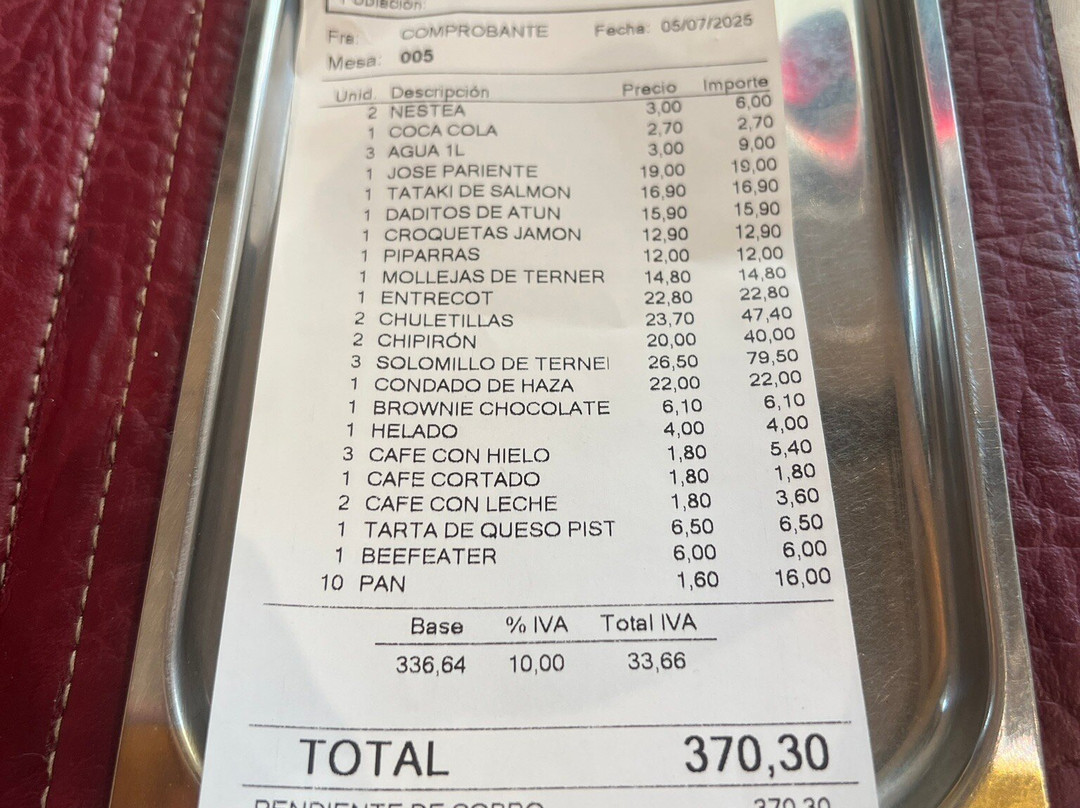 Población:
Fra: COMPROBANTE Fecha: 05/07/2025
Mesa: 005
Unid. Descripción Precio Importe
2 NESTEA 3,00 6,00
1 COCA COLA 2,70 2,70
3 AGUA 1L 3,00 9,00
1 JOSE PARIENTE 19,00 19,00
1 TATAKI DE SALMON 16,90 16,90
1 DADITOS DE ATUN 15,90 15,90
1 CROQUETAS JAMON 12,90 12,90
1 PIPARRAS 12,00 12,00
1 MOLLEJAS DE TERNER 14,80 14,80
1 ENTRECOT 22,80 22,80
2 CHULETILLAS 23,70 47,40
2 CHIPIRÓN 20,00 40,00
3 SOLOMILLO DE TERNEI 26,50 79,50
1 CONDADO DE HAZA 22,00 22,00
1 BROWNIE CHOCOLATE 6,10 6,10
1 HELADO 4,00 4,00
3 CAFE CON HIELO 1,80 5,40
1 CAFE CORTADO 1,80 1,80
2 CAFE CON LECHE 1,80 3,60
1 TARTA DE QUESO PIST 6,50 6,50
1 BEEFEATER 6,00 6,00
10 PAN 1,60 16,00
Base % IVA Total IVA
336,64 10,00 33,66
TOTAL 370,30
PENDIENTE DE COBRO 370,30